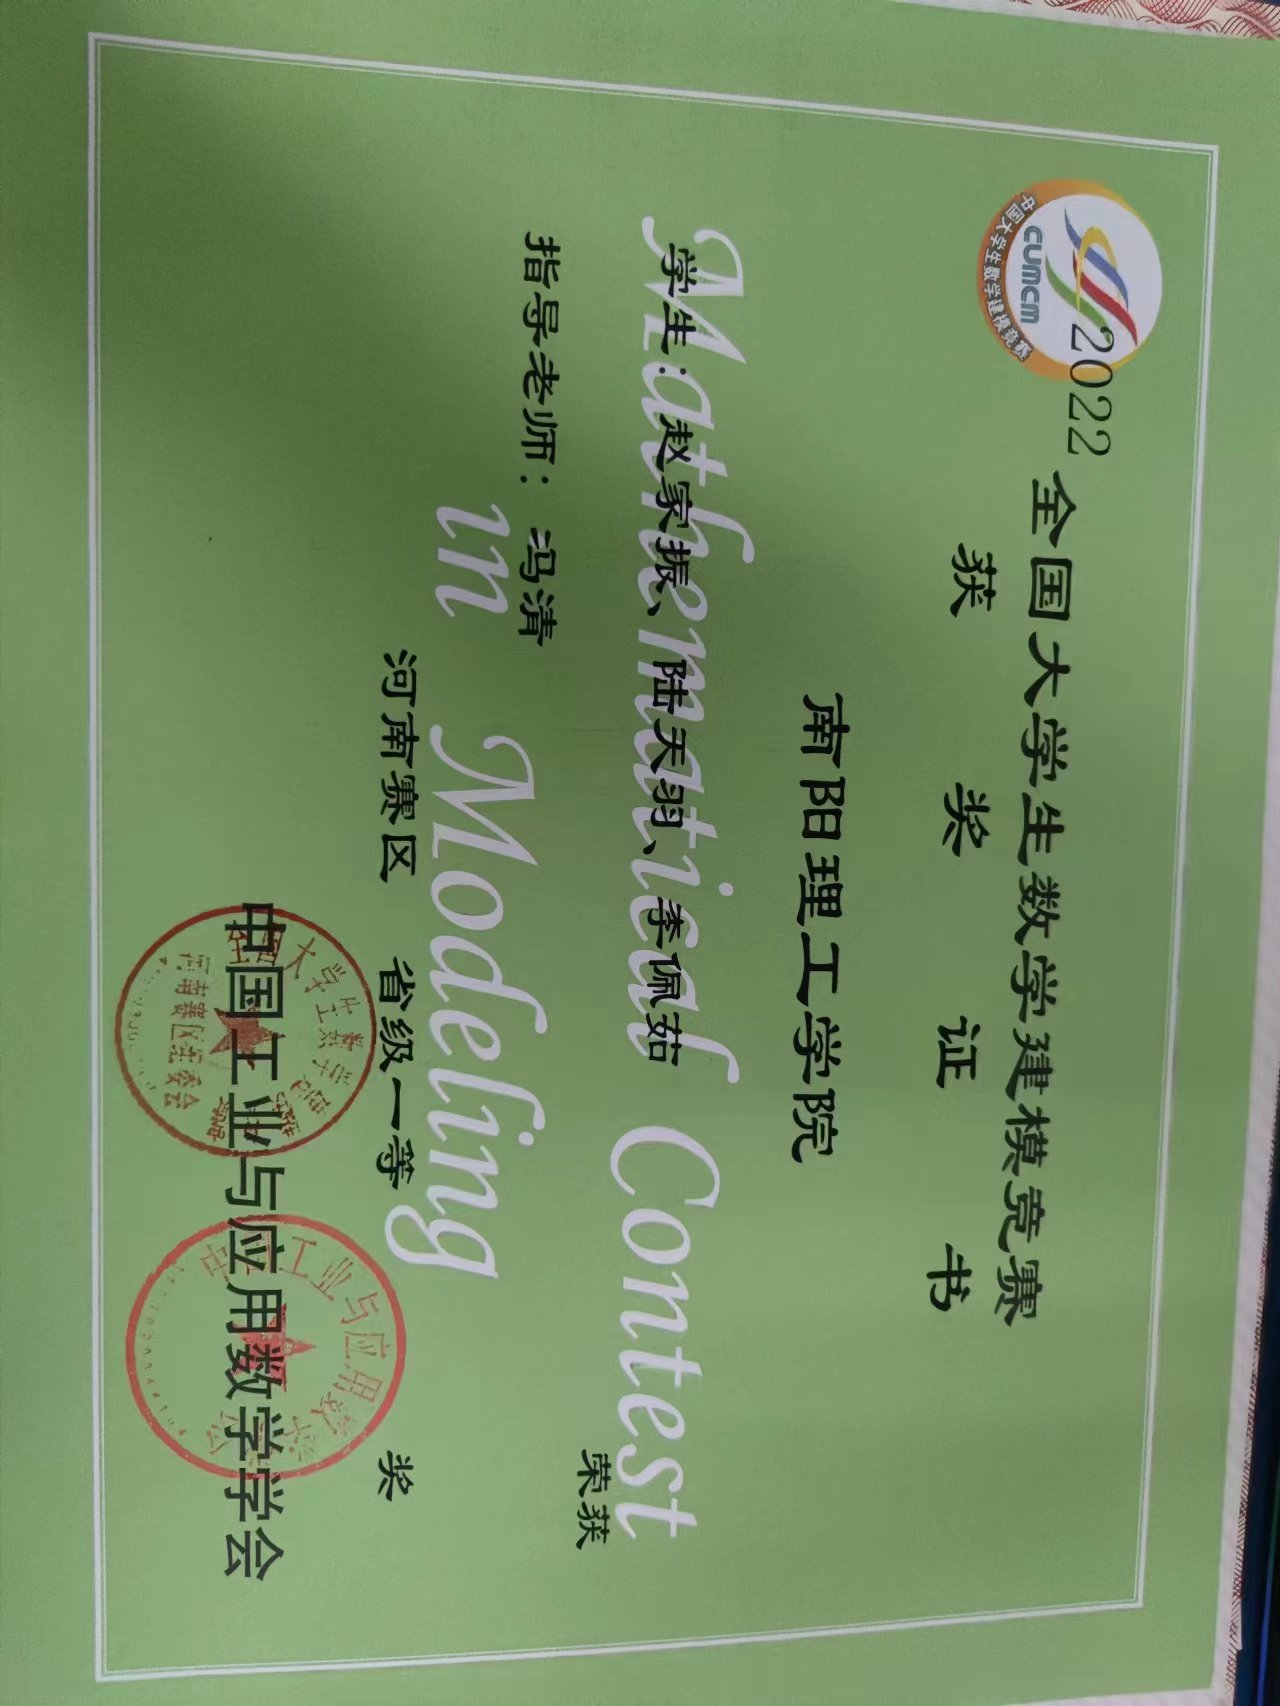 CUMCM
中国大学生数学建模竞赛
2022
全国大学生数学建模竞赛
获奖证书
南阳理工学院
Mathematical Contest
学生：赵家振、陆天羽、李佩茹
荣获
指导老师：冯清
in Modeling
河南赛区 省级一等 奖
中国工业与应用数学学会
全国大学生数学建模竞赛
河南赛区组委会
中国工业与应用数学学会